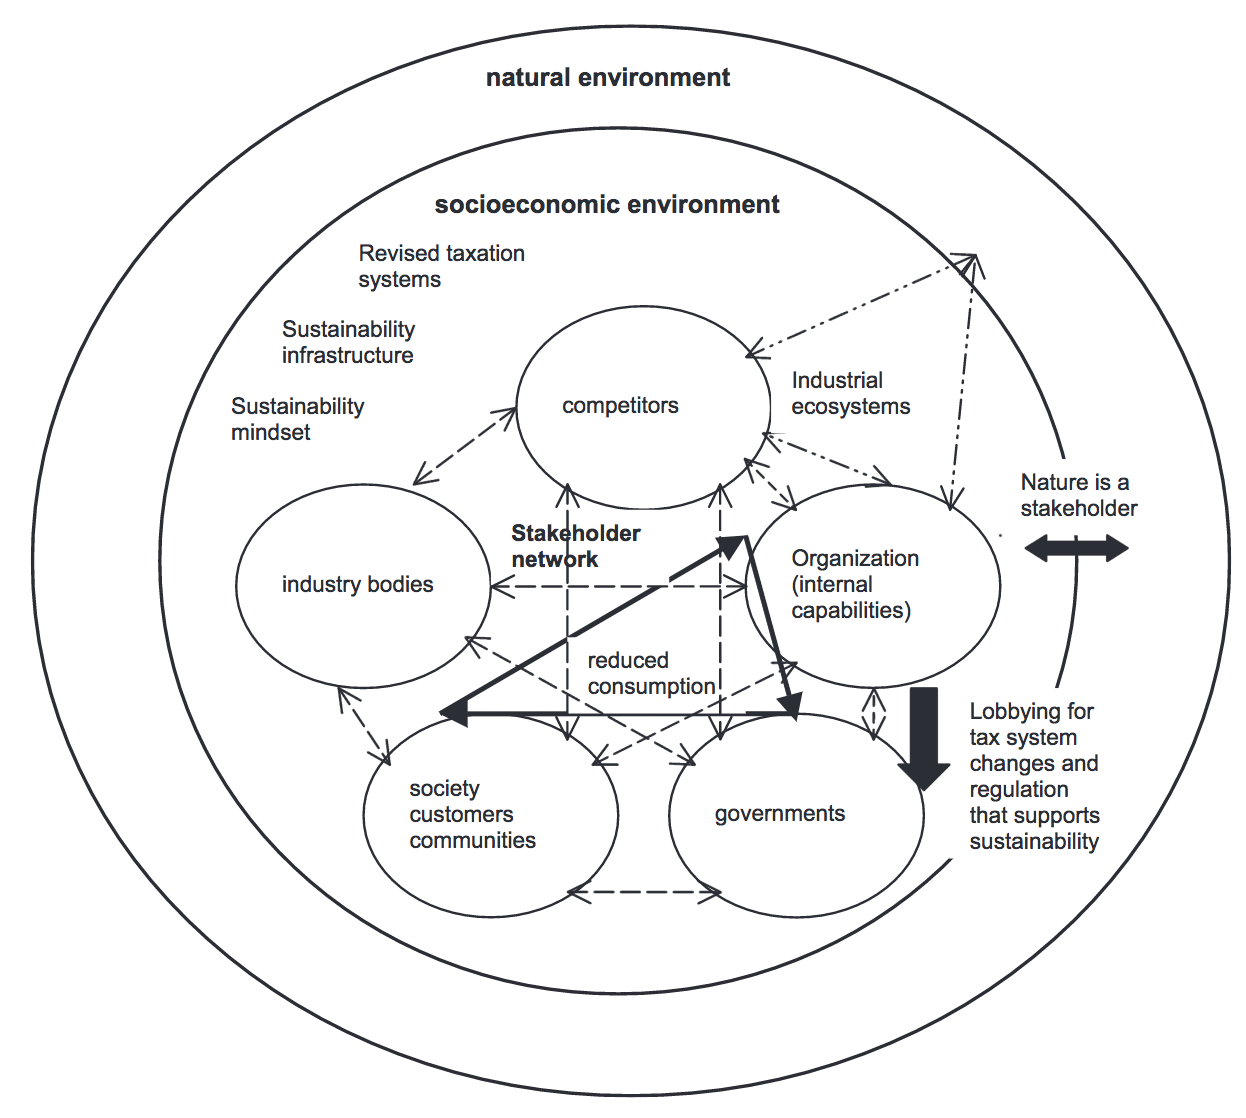 natural environment
socioeconomic environment
Revised taxation
systems
Sustainability
infrastructure
Sustainability
mindset
competitors
Industrial
ecosystems
Nature is a
stakeholder
Stakeholder
network
industry bodies
Organization
(internal
capabilities)
reduced
consumption
Lobbying for
tax system
changes and
regulation
that supports
sustainability
society
customers
communities
governments